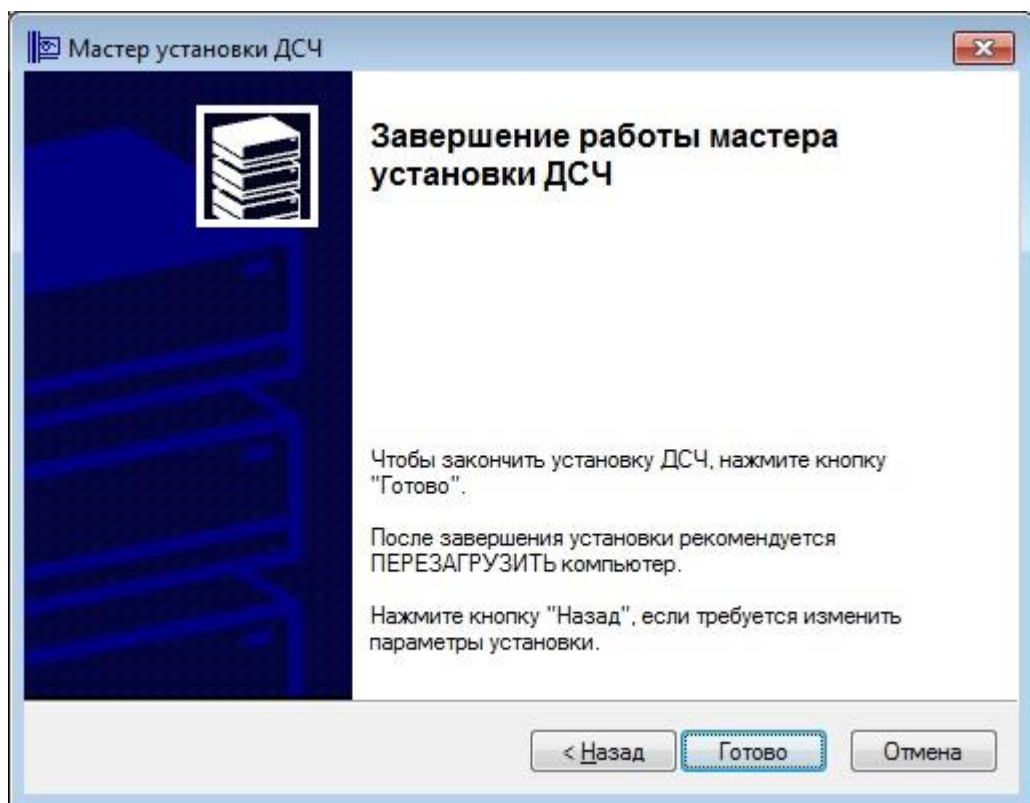 Мастер установки ДСЧ
Завершение работы мастера
установки ДСЧ
Чтобы закончить установку ДСЧ, нажмите кнопку
"Готово".
После завершения установки рекомендуется
ПЕРЕЗАГРУЗИТЬ компьютер.
Нажмите кнопку "Назад", если требуется изменить
параметры установки.
< Назад
Готово
Отмена